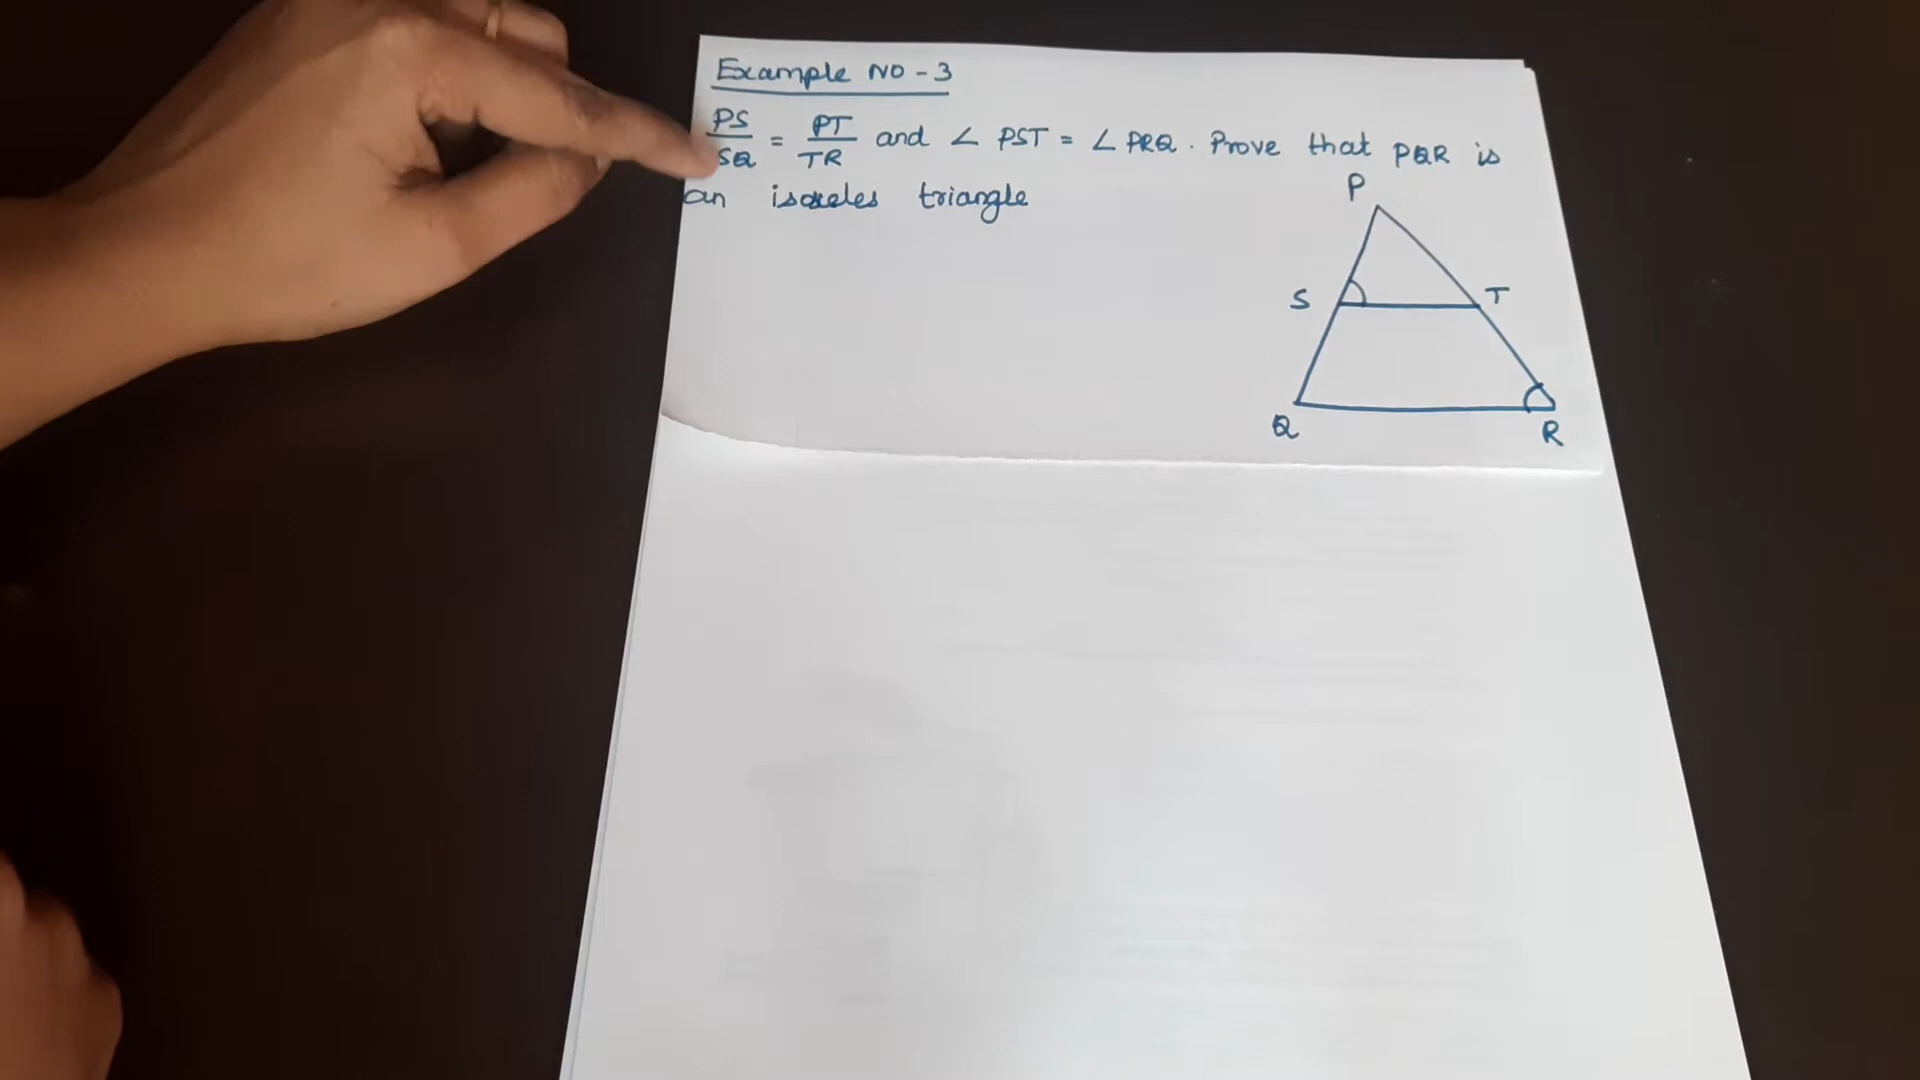 Example NO - 3
PS/SQ = PT/TR and ∠ PST = ∠ PRQ. Prove that PQR is
an isoceles triangle
P
S T
Q R